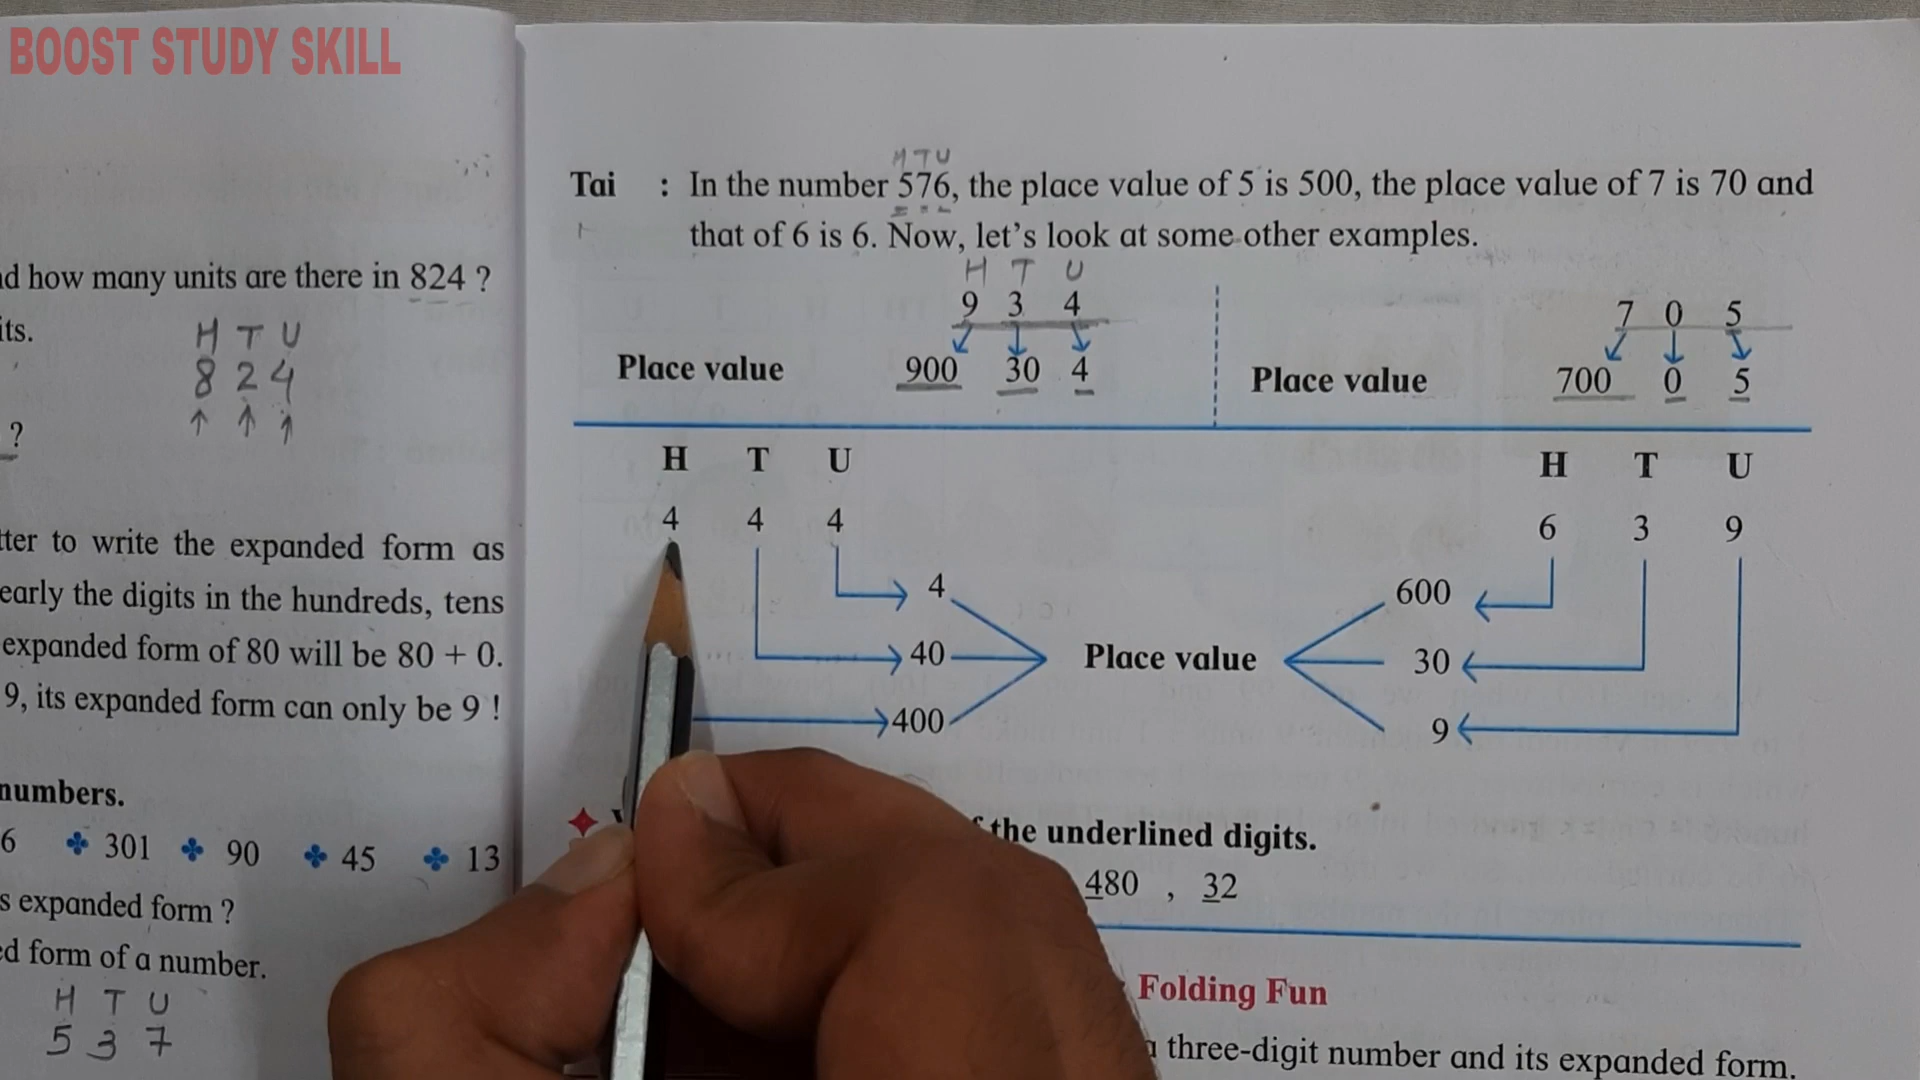 BOOST STUDY SKILL
d how many units are there in 824 ?
its.
H T U
8 2 4
?
tter to write the expanded form as
early the digits in the hundreds, tens
expanded form of 80 will be 80 + 0.
9, its expanded form can only be 9 !
numbers.
6 301 90 45 13
s expanded form ?
ed form of a number.
H T U
5 3 7
H T U
Tai : In the number 576, the place value of 5 is 500, the place value of 7 is 70 and
that of 6 is 6. Now, let's look at some other examples.
H T U
9 3 4
Place value 900 30 4
7 0 5
Place value 700 0 5
H T U
4 4 4
4
40
400
Place value
H T U
6 3 9
600
30
9
the underlined digits.
480 , 32
Folding Fun
a three-digit number and its expanded form.